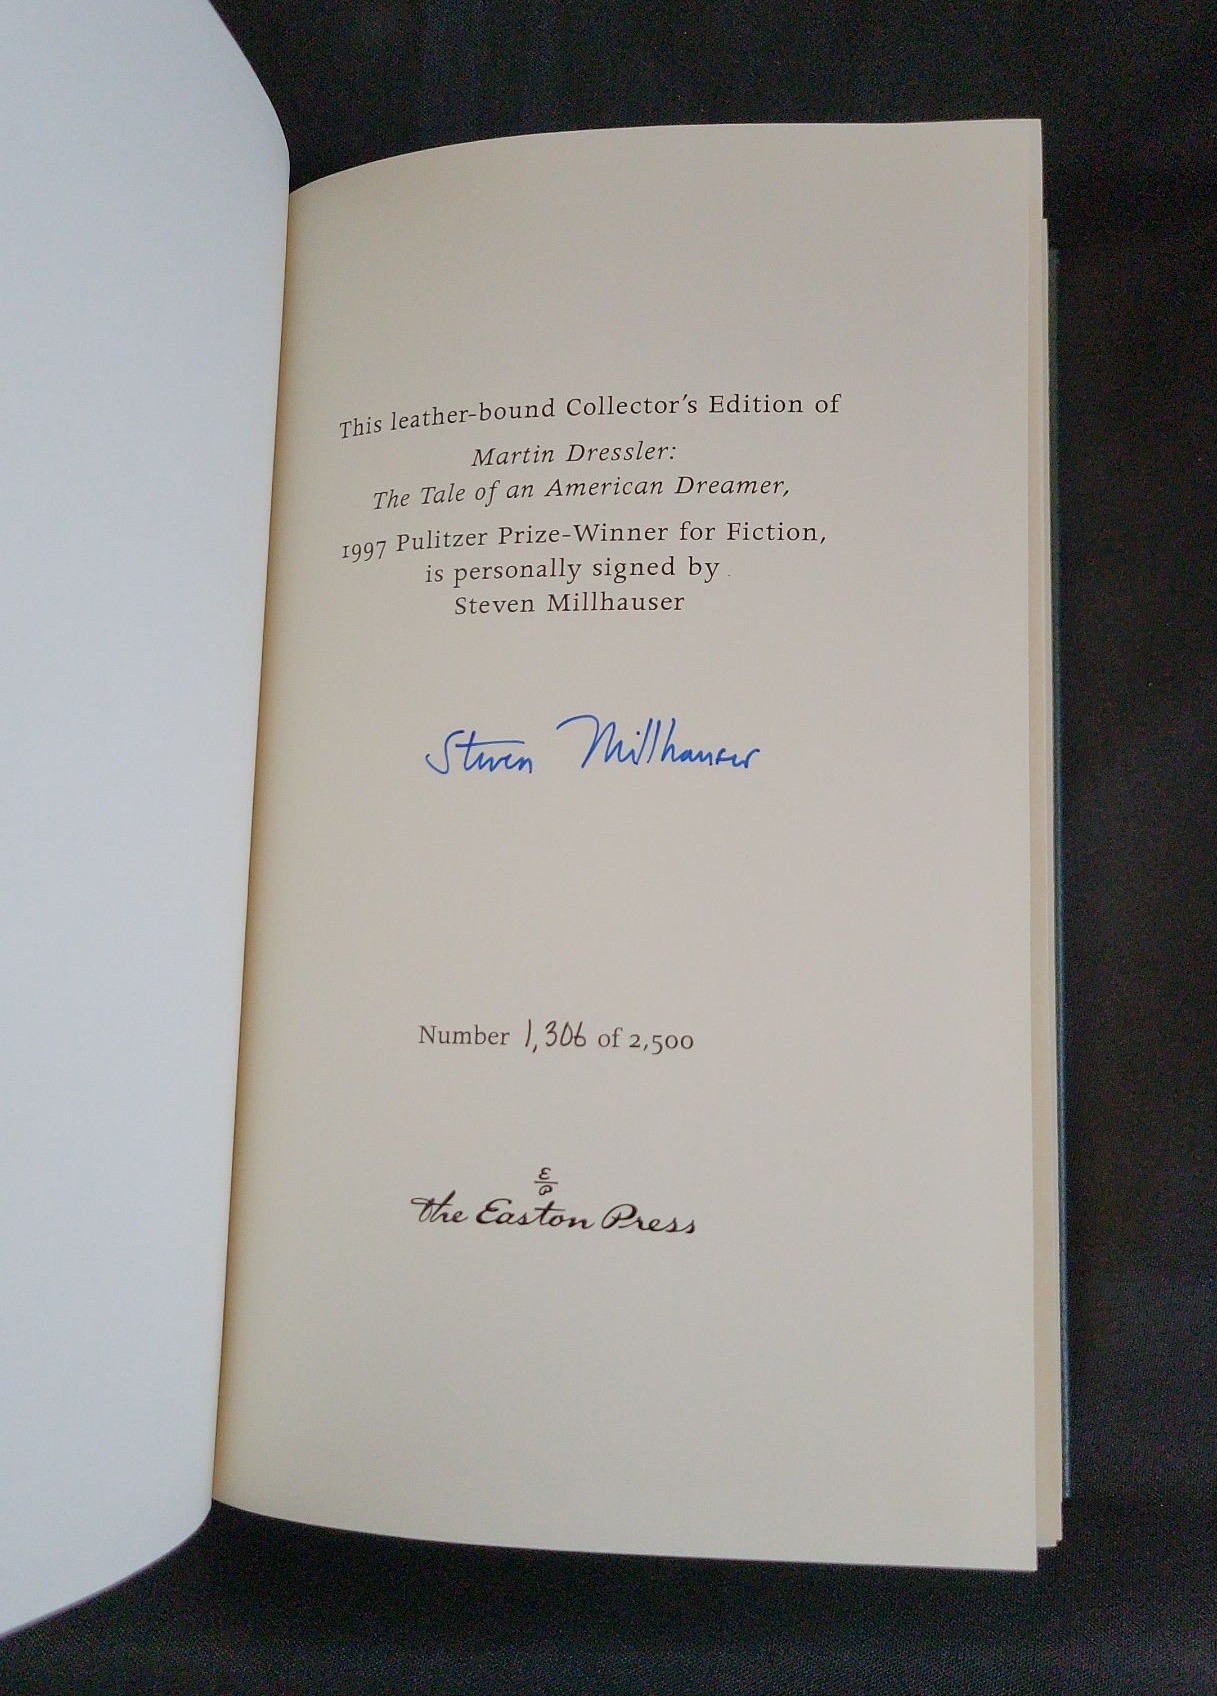 This leather-bound Collector's Edition of
Martin Dressler:
The Tale of an American Dreamer,
1997 Pulitzer Prize-Winner for Fiction,
is personally signed by
Steven Millhauser
Steven Millhauser
Number 1,306 of 2,500
E
P
The Easton Press